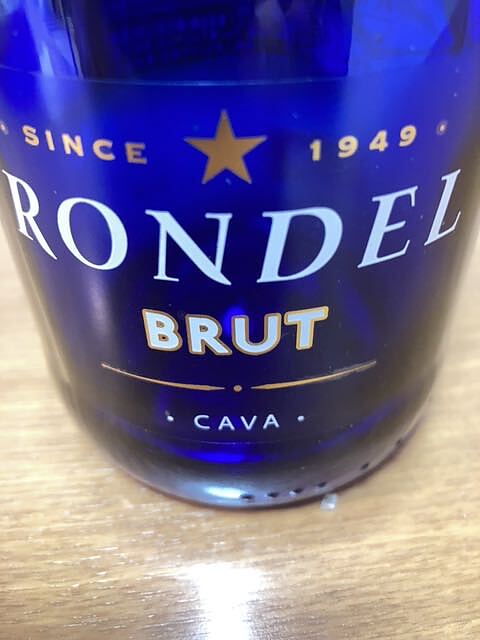 SINCE 1949
RONDEL
BRUT
CAVA